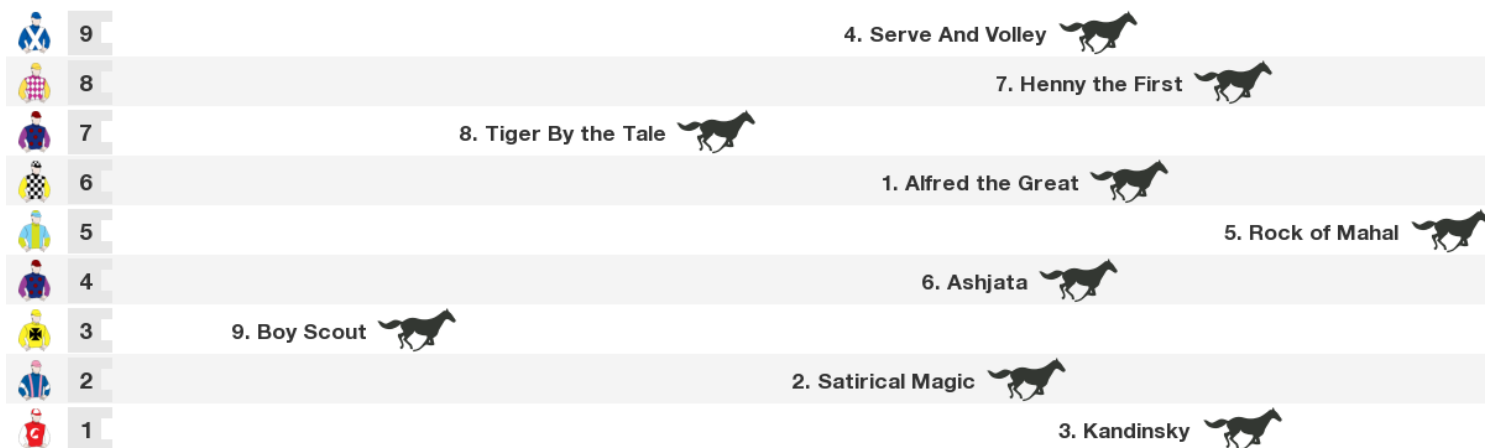 9 4. Serve And Volley
8 7. Henny the First
7 8. Tiger By the Tale
6 1. Alfred the Great
5 5. Rock of Mahal
4 6. Ashjata
3 9. Boy Scout
2 2. Satirical Magic
1 3. Kandinsky